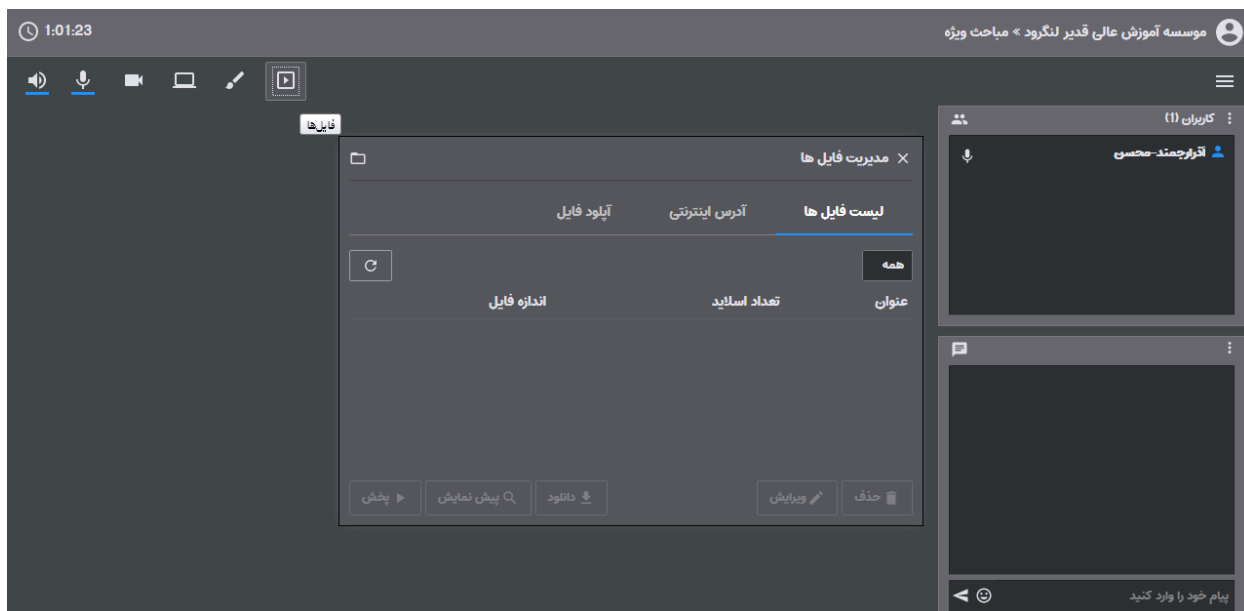 موسسه آموزش عالی قدیر لنگرود » مباحث ویژه
1:01:23
فایل‌ها
کاربران (1)
آذرارجمند-محسن
مدیریت فایل ها
لیست فایل ها
آدرس اینترنتی
آپلود فایل
همه
عنوان
تعداد اسلاید
اندازه فایل
حذف
ویرایش
دانلود
پیش نمایش
پخش
پیام خود را وارد کنید